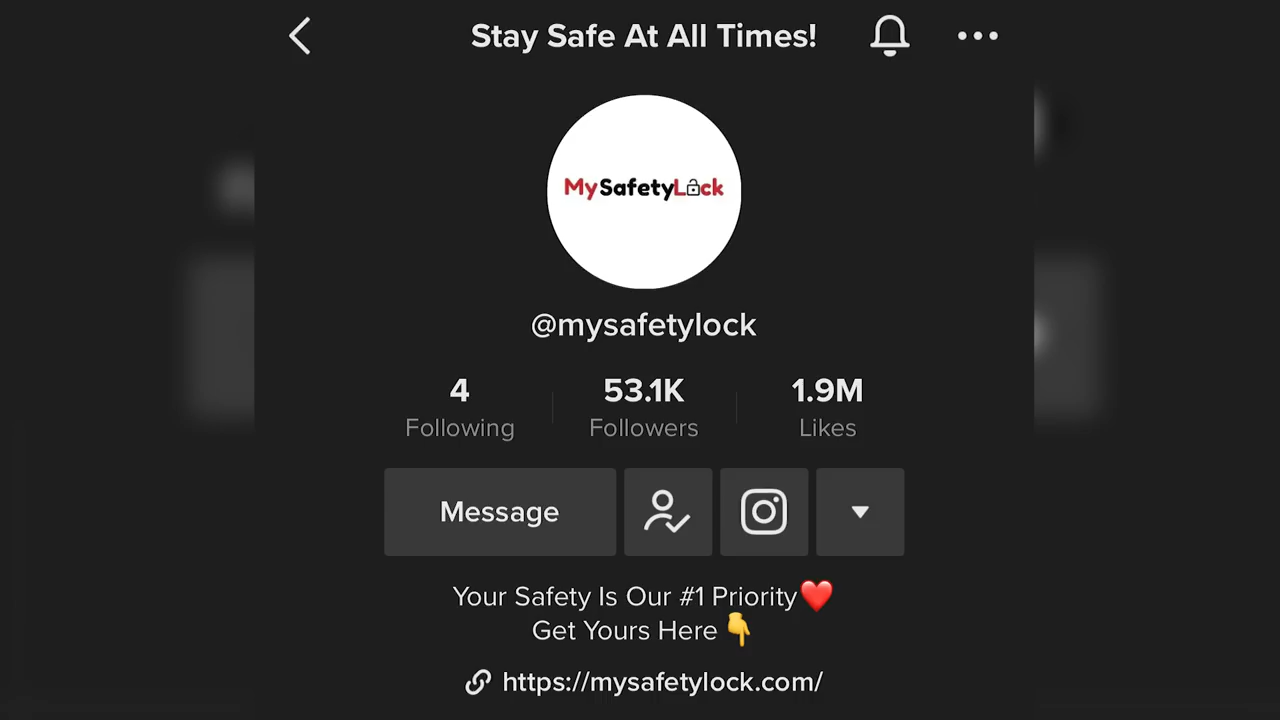 Stay Safe At All Times!
MySafetyLock
@mysafetylock
4 53.1K 1.9M
Following Followers Likes
Message
Your Safety Is Our #1 Priority❤️
Get Yours Here 👇
https://mysafetylock.com/